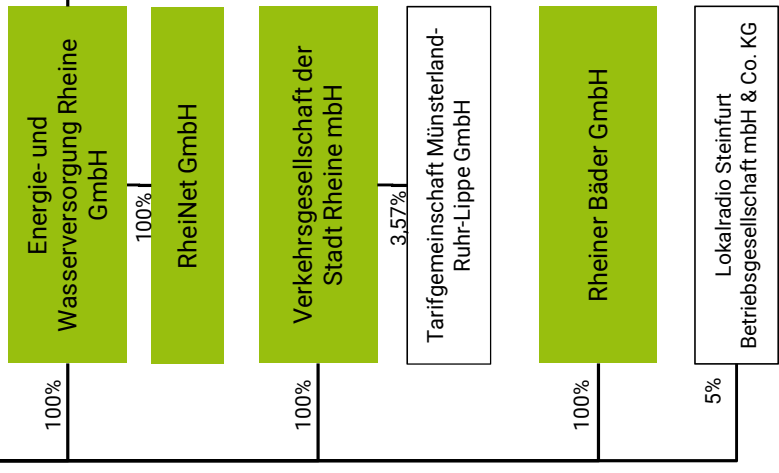 100%
Energie- und
Wasserversorgung Rheine
GmbH
100%
RheiNet GmbH
100%
Verkehrsgesellschaft der
Stadt Rheine mbH
3,57%
Tarifgemeinschaft Münsterland-
Ruhr-Lippe GmbH
100%
Rheiner Bäder GmbH
5%
Lokalradio Steinfurt
Betriebsgesellschaft mbH & Co. KG